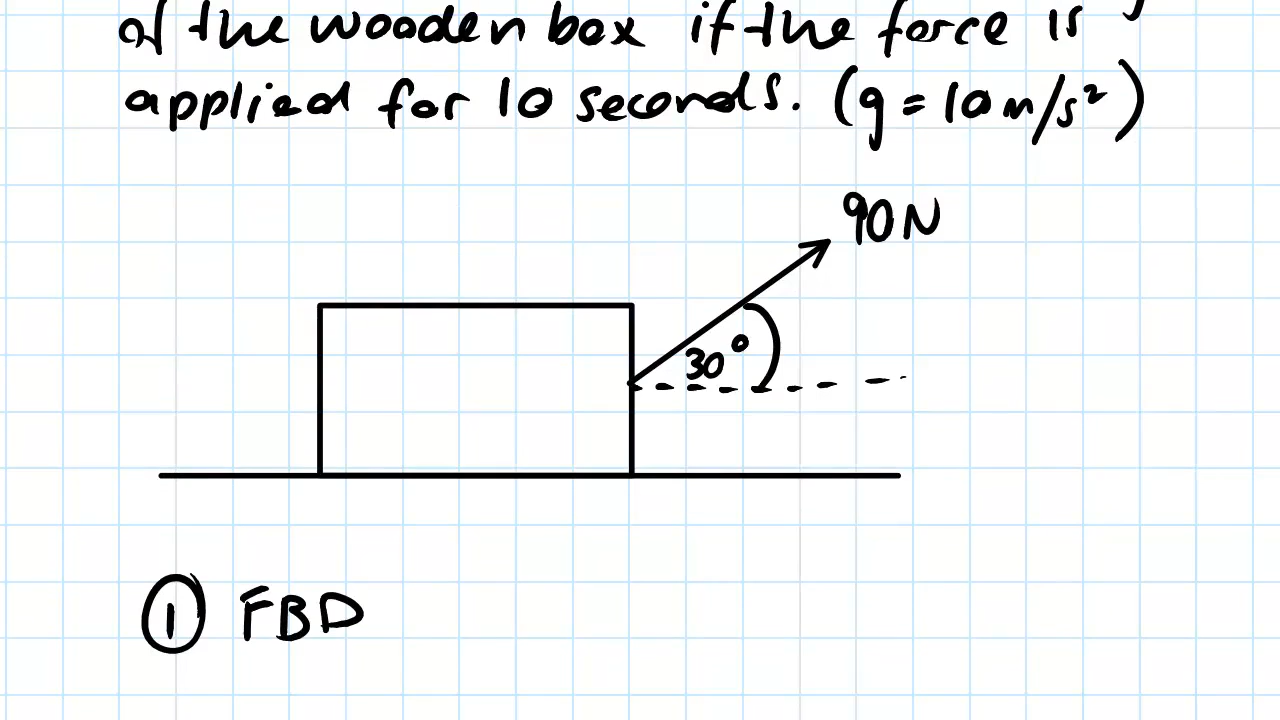 of the wooden box if the force is
applied for 10 seconds. (g = 10 m/s²)
90N
30°
① FBD